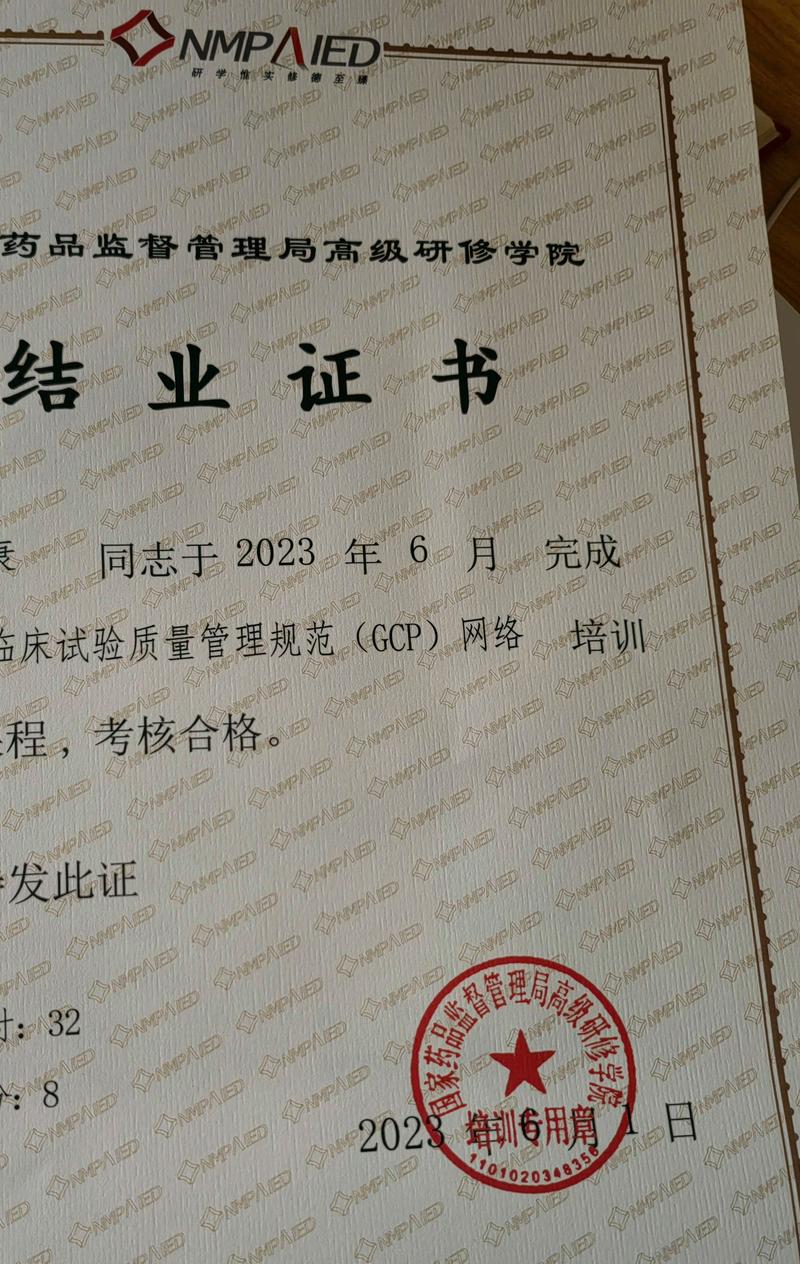 NMPAIED
研学惟实 修德至臻
药品监督管理局高级研修学院
结业证书
同志于 2023 年 6 月 完成
临床试验质量管理规范（GCP）网络 培训
程，考核合格。
发此证
：32
：8
国家药品监督管理局高级研修学院
培训专用章
1101020348356
2023 年 6 月 1 日